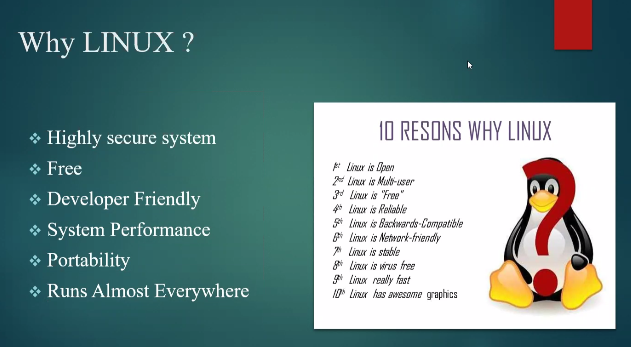 Why LINUX ?
Highly secure system
Free
Developer Friendly
System Performance
Portability
Runs Almost Everywhere
10 RESONS WHY LINUX
1st Linux is Open
2nd Linux is Multi-user
3rd Linux is "Free"
4th Linux is Reliable
5th Linux is Backwards-Compatible
6th Linux is Network-friendly
7th Linux is stable
8th Linux is virus free
9th Linux really fast
10th Linux has awesome graphics